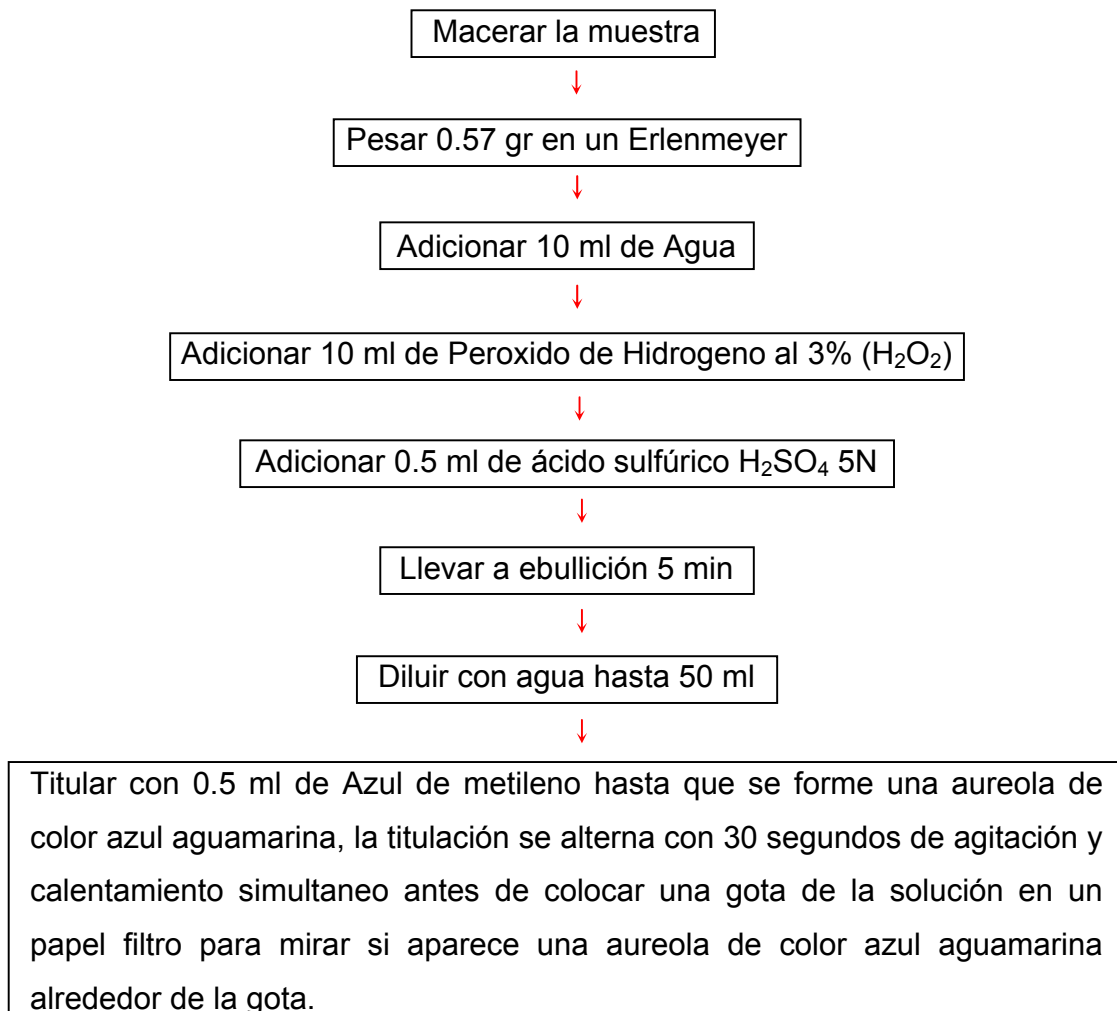 Macerar la muestra
Pesar 0.57 gr en un Erlenmeyer
Adicionar 10 ml de Agua
Adicionar 10 ml de Peroxido de Hidrogeno al 3% (H₂O₂)
Adicionar 0.5 ml de ácido sulfúrico H₂SO₄ 5N
Llevar a ebullición 5 min
Diluir con agua hasta 50 ml
Titular con 0.5 ml de Azul de metileno hasta que se forme una aureola de
color azul aguamarina, la titulación se alterna con 30 segundos de agitación y
calentamiento simultaneo antes de colocar una gota de la solución en un
papel filtro para mirar si aparece una aureola de color azul aguamarina
alrededor de la gota.